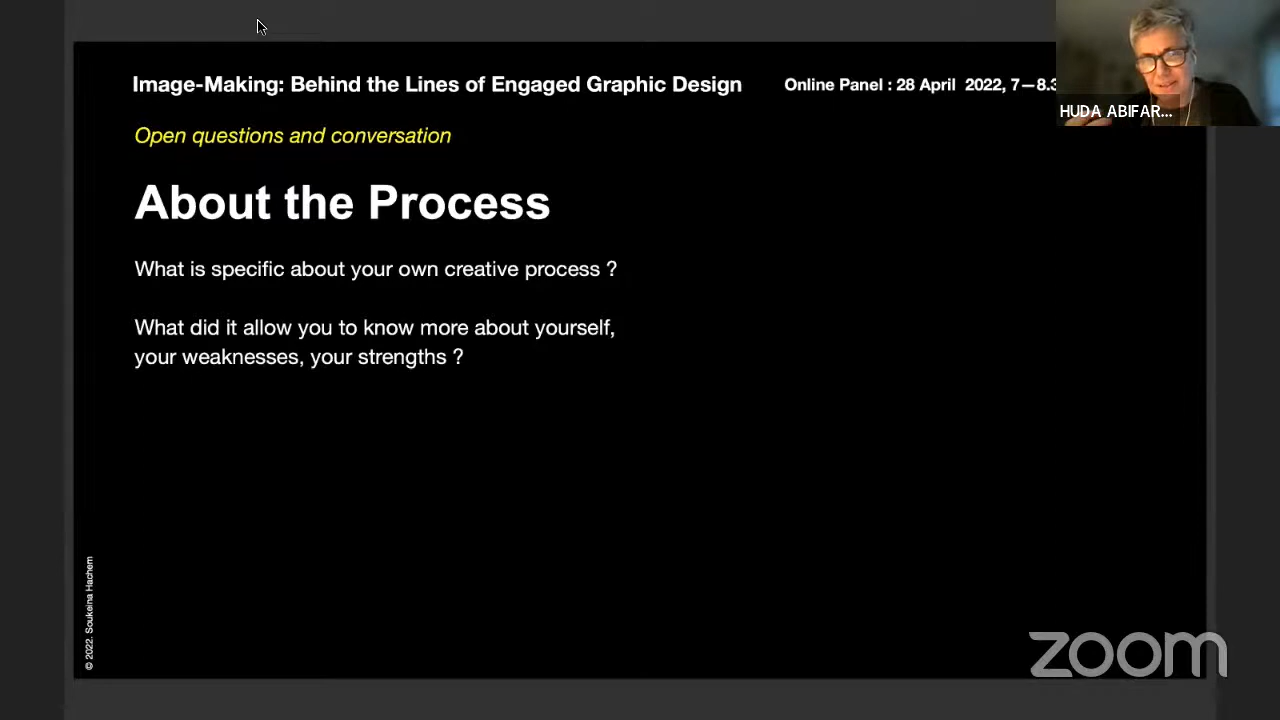 Image-Making: Behind the Lines of Engaged Graphic Design
Online Panel : 28 April 2022, 7—8.3
HUDA ABIFAR...
Open questions and conversation
About the Process
What is specific about your own creative process ?
What did it allow you to know more about yourself,
your weaknesses, your strengths ?
© 2022. Soukeina Hachem
zoom